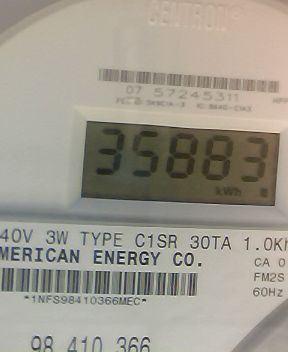 CENTRON®
07 57245311
35883
kWh
40V 3W TYPE C1SR 30TA 1.0Kh
MERICAN ENERGY CO.
CA 0
FM2S
60Hz
*1NFS98410366MEC*
98 410 366